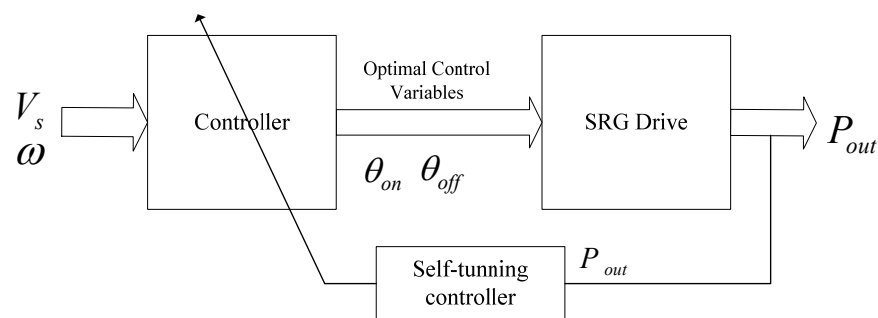 Optimal Control
Variables
V_s
ω
Controller
SRG Drive
P_out
θ_on θ_off
Self-tunning
controller
P_out